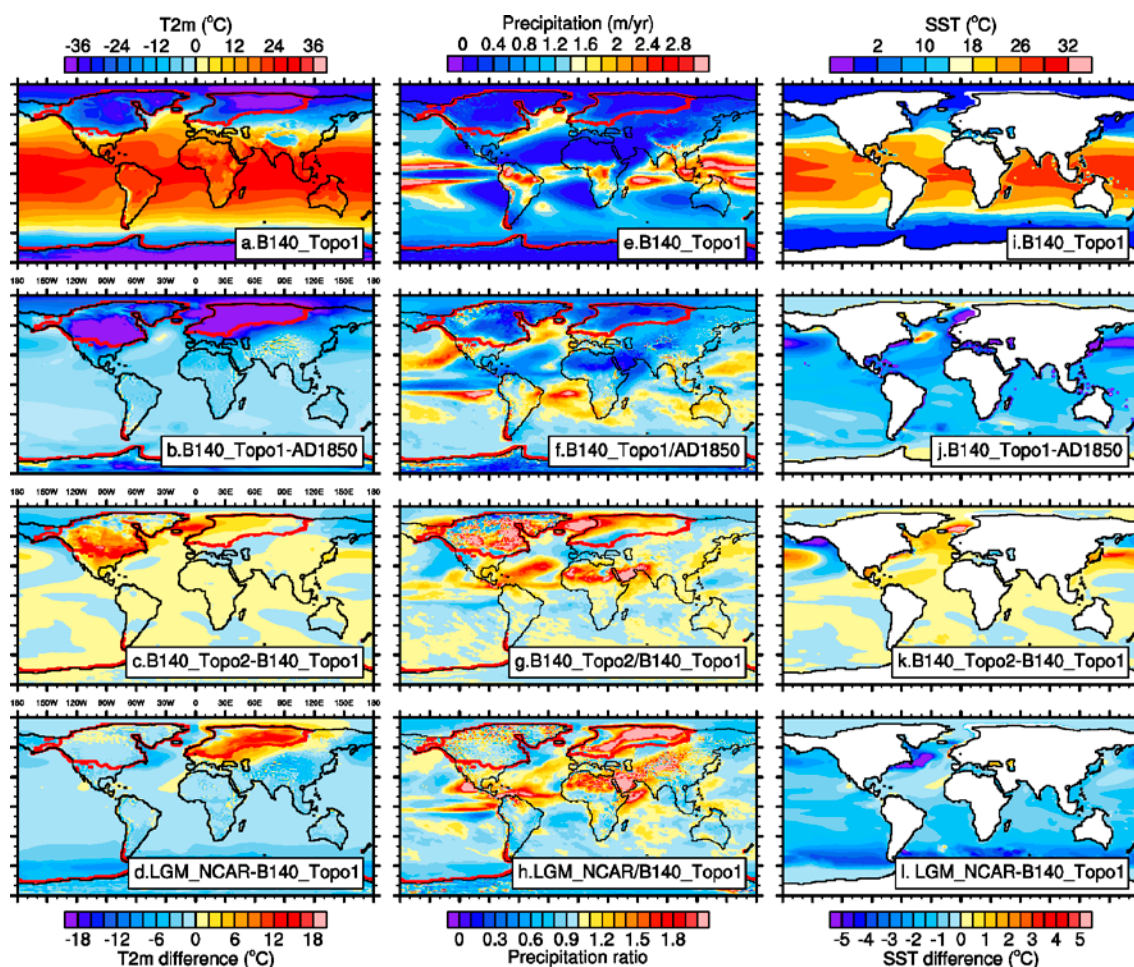 T2m (°C)
-36 -24 -12 0 12 24 36
Precipitation (m/yr)
0 0.4 0.8 1.2 1.6 2 2.4 2.8
SST (°C)
2 10 18 26 32
a.B140_Topo1
e.B140_Topo1
i.B140_Topo1
180 150W 120W 90W 60W 30W 0 30E 60E 90E 120E 150E 180
b.B140_Topo1-AD1850
f.B140_Topo1/AD1850
j.B140_Topo1-AD1850
180 150W 120W 90W 60W 30W 0 30E 60E 90E 120E 150E 180
c.B140_Topo2-B140_Topo1
g.B140_Topo2/B140_Topo1
k.B140_Topo2-B140_Topo1
180 150W 120W 90W 60W 30W 0 30E 60E 90E 120E 150E 180
d.LGM_NCAR-B140_Topo1
h.LGM_NCAR/B140_Topo1
l. LGM_NCAR-B140_Topo1
-18 -12 -6 0 6 12 18
T2m difference (°C)
0 0.3 0.6 0.9 1.2 1.5 1.8
Precipitation ratio
-5 -4 -3 -2 -1 0 1 2 3 4 5
SST difference (°C)